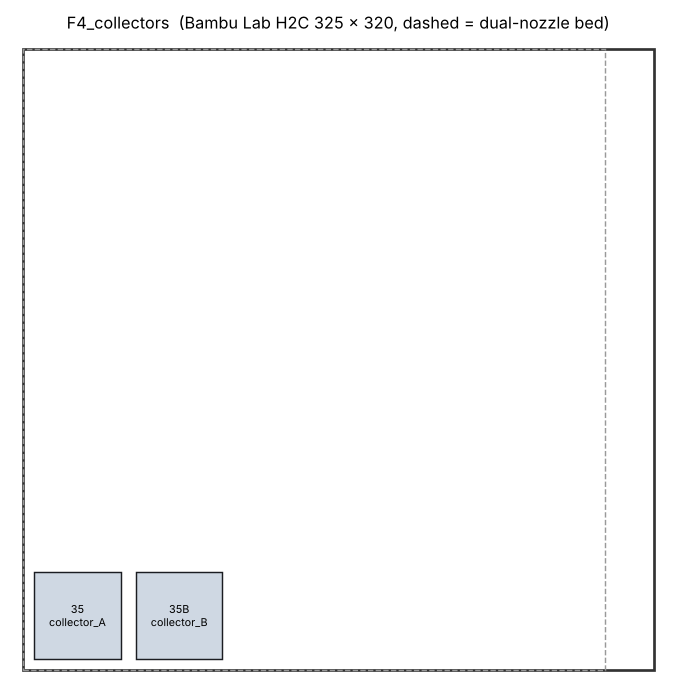 F4_collectors (Bambu Lab H2C 325 × 320, dashed = dual-nozzle bed)
35
collector_A
35B
collector_B